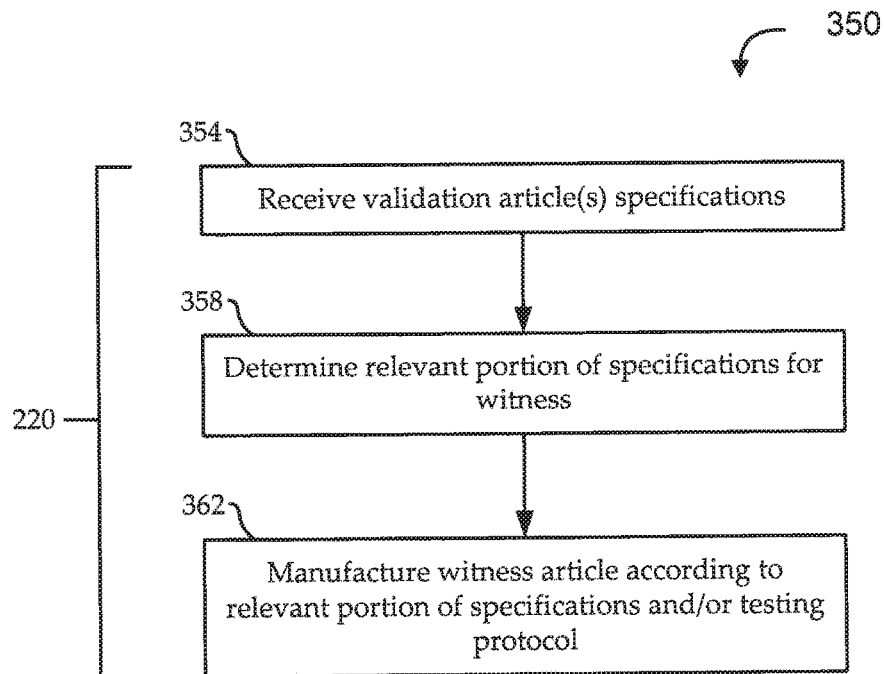 350
354
Receive validation article(s) specifications
358
Determine relevant portion of specifications for
witness
220
362
Manufacture witness article according to
relevant portion of specifications and/or testing
protocol